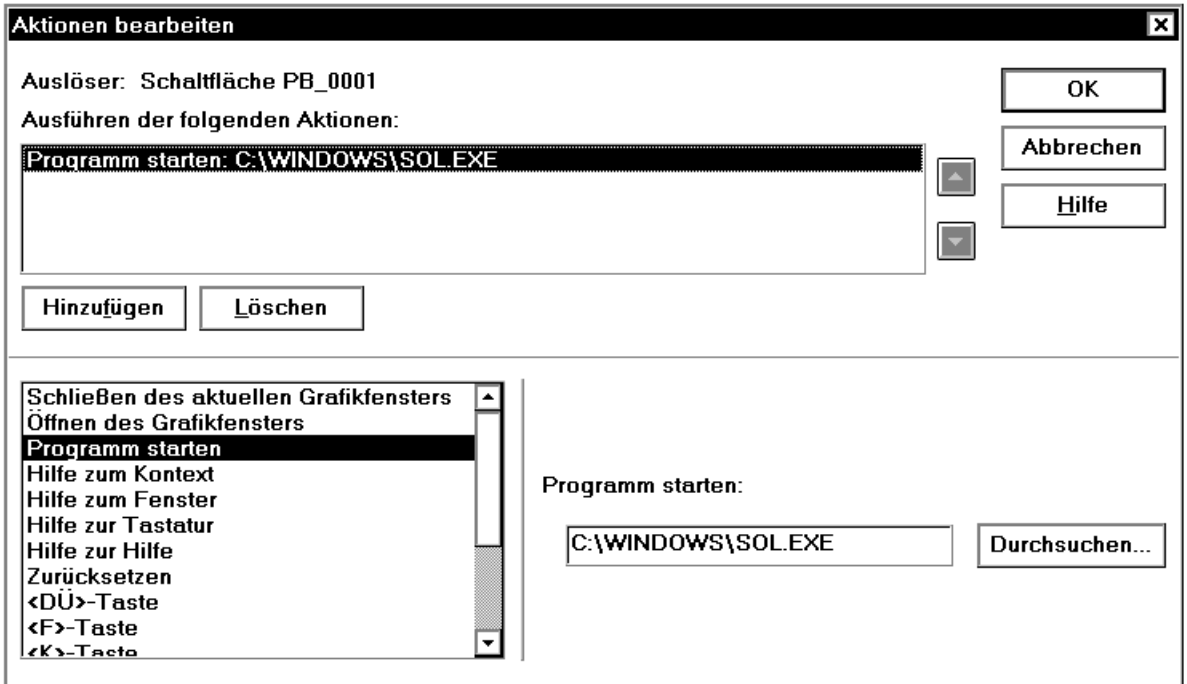 Aktionen bearbeiten
Auslöser: Schaltfläche PB_0001
Ausführen der folgenden Aktionen:
Programm starten: C:\WINDOWS\SOL.EXE
OK
Abbrechen
Hilfe
Hinzufügen
Löschen
Schließen des aktuellen Grafikfensters
Öffnen des Grafikfensters
Programm starten
Hilfe zum Kontext
Hilfe zum Fenster
Hilfe zur Tastatur
Hilfe zur Hilfe
Zurücksetzen
<DÜ>-Taste
<F>-Taste
<K>-Taste
Programm starten:
C:\WINDOWS\SOL.EXE
Durchsuchen...